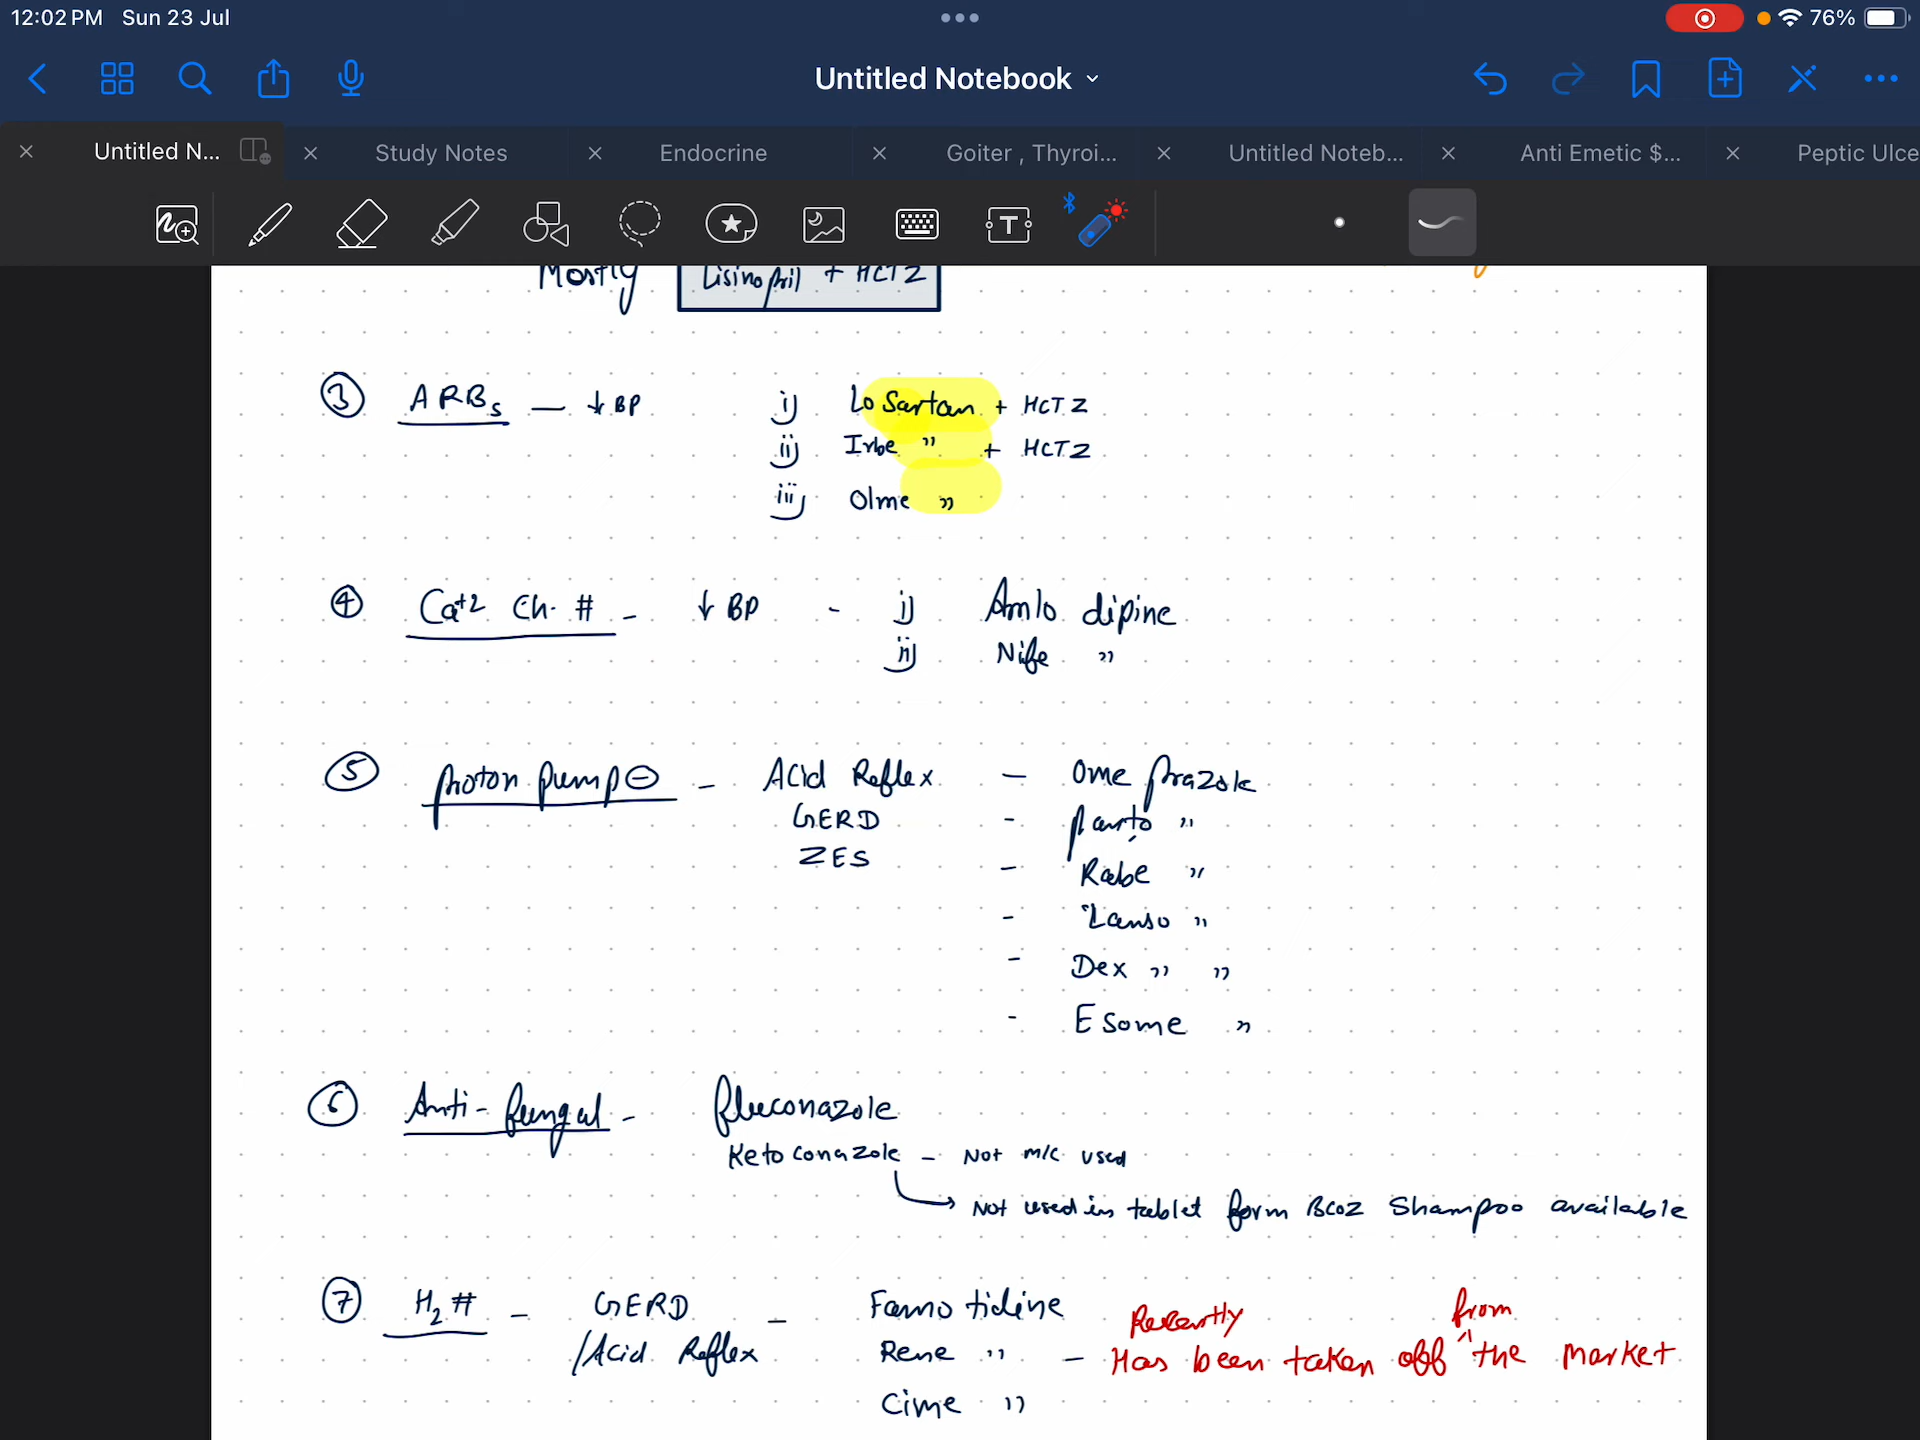 12:02 PM Sun 23 Jul
76%
Untitled Notebook
Untitled N...
Study Notes
Endocrine
Goiter , Thyroi...
Untitled Noteb...
Anti Emetic $...
Peptic Ulce
T
Mostly Lisinopril + HCTZ
③ ARBs — ↓ BP i) Losartan + HCTZ
ii) Irbe " + HCTZ
iii) Olme "
④ Ca+2 Ch. # - ↓ BP - i) Amlo dipine
ii) Nife "
⑤ proton pump ⊖ - Acid Reflex — Ome prazole
GERD - panto "
ZES - Rabe "
- Lanso "
- Dex " "
- Esome "
⑥ Anti-fungal - fluconazole
Ketoconazole - Not m/c used
→ Not used in tablet form Bcoz Shampoo available
⑦ H2 # - GERD - Famo tidine Recently from
/Acid Reflex Rene " - Has been taken off ^ the Market
Cime "